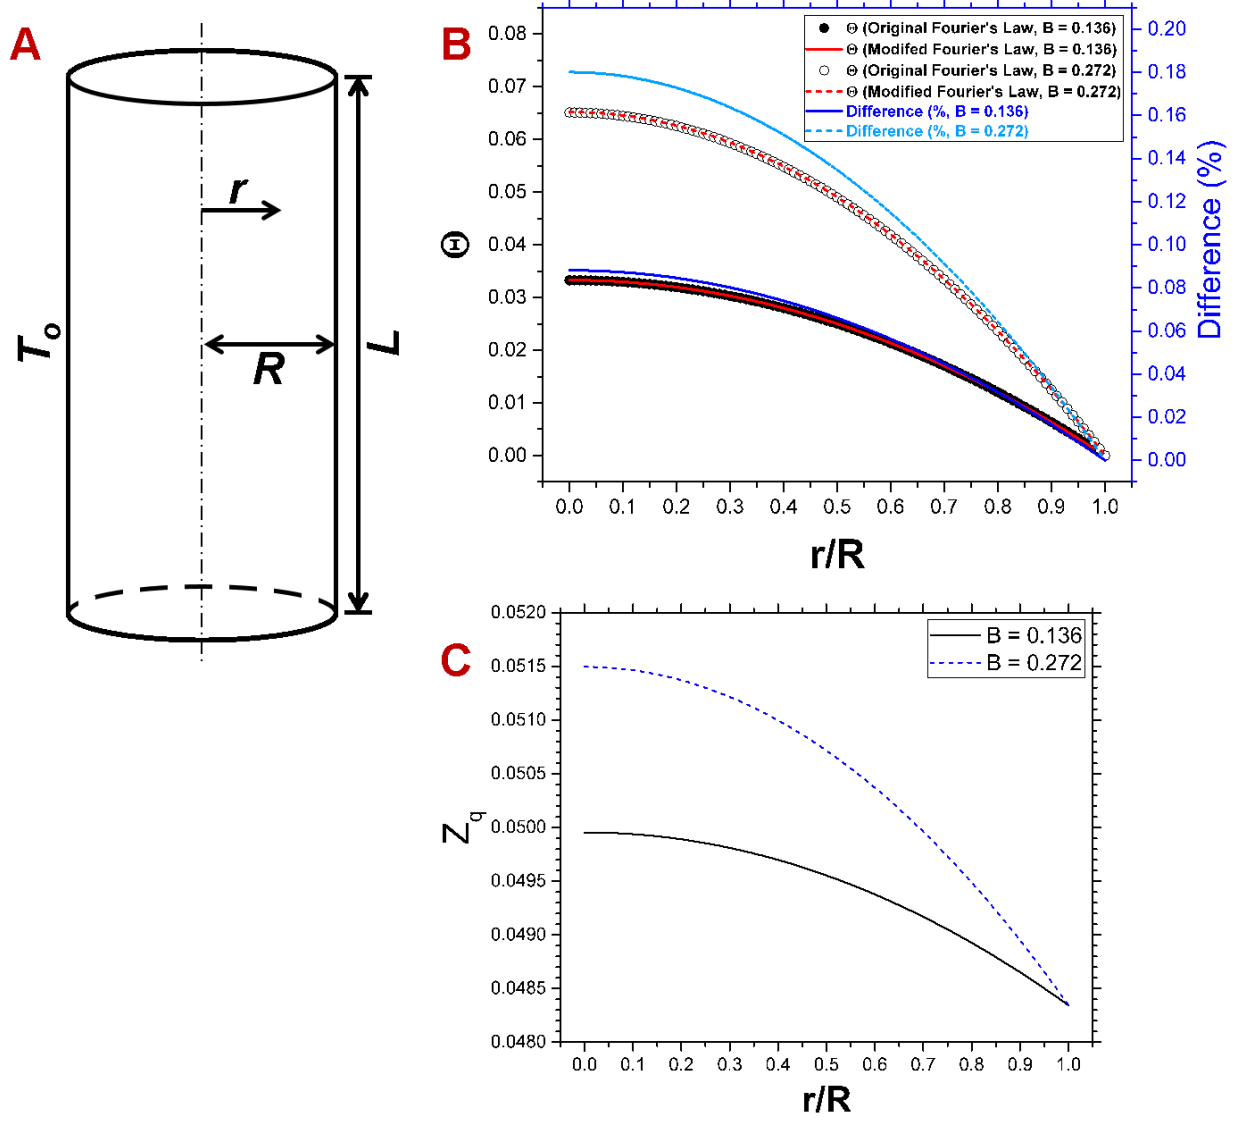 A
r
T_o
R
L
B
Θ (Original Fourier's Law, B = 0.136)
Θ (Modifed Fourier's Law, B = 0.136)
Θ (Original Fourier's Law, B = 0.272)
Θ (Modified Fourier's Law, B = 0.272)
Difference (%, B = 0.136)
Difference (%, B = 0.272)
0.08
0.07
0.06
0.05
0.04
0.03
0.02
0.01
0.00
Θ
0.20
0.18
0.16
0.14
0.12
0.10
0.08
0.06
0.04
0.02
0.00
Difference (%)
0.0 0.1 0.2 0.3 0.4 0.5 0.6 0.7 0.8 0.9 1.0
r/R
C
B = 0.136
B = 0.272
0.0520
0.0515
0.0510
0.0505
0.0500
0.0495
0.0490
0.0485
0.0480
Z_q
0.0 0.1 0.2 0.3 0.4 0.5 0.6 0.7 0.8 0.9 1.0
r/R